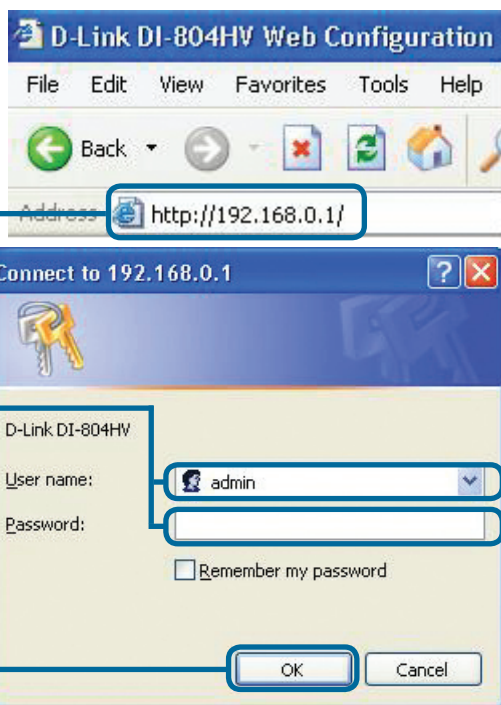 D-Link DI-804HV Web Configuration
File Edit View Favorites Tools Help
Back
Address http://192.168.0.1/
Connect to 192.168.0.1
D-Link DI-804HV
User name: admin
Password:
Remember my password
OK Cancel